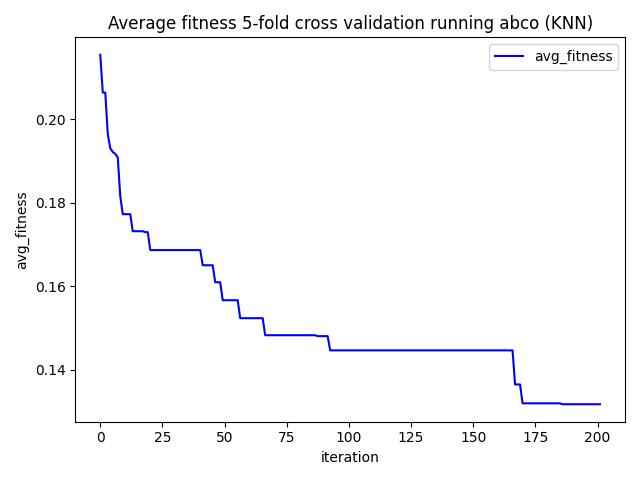 Average fitness 5-fold cross validation running abco (KNN)
avg_fitness
avg_fitness
0.20
0.18
0.16
0.14
0 25 50 75 100 125 150 175 200
iteration